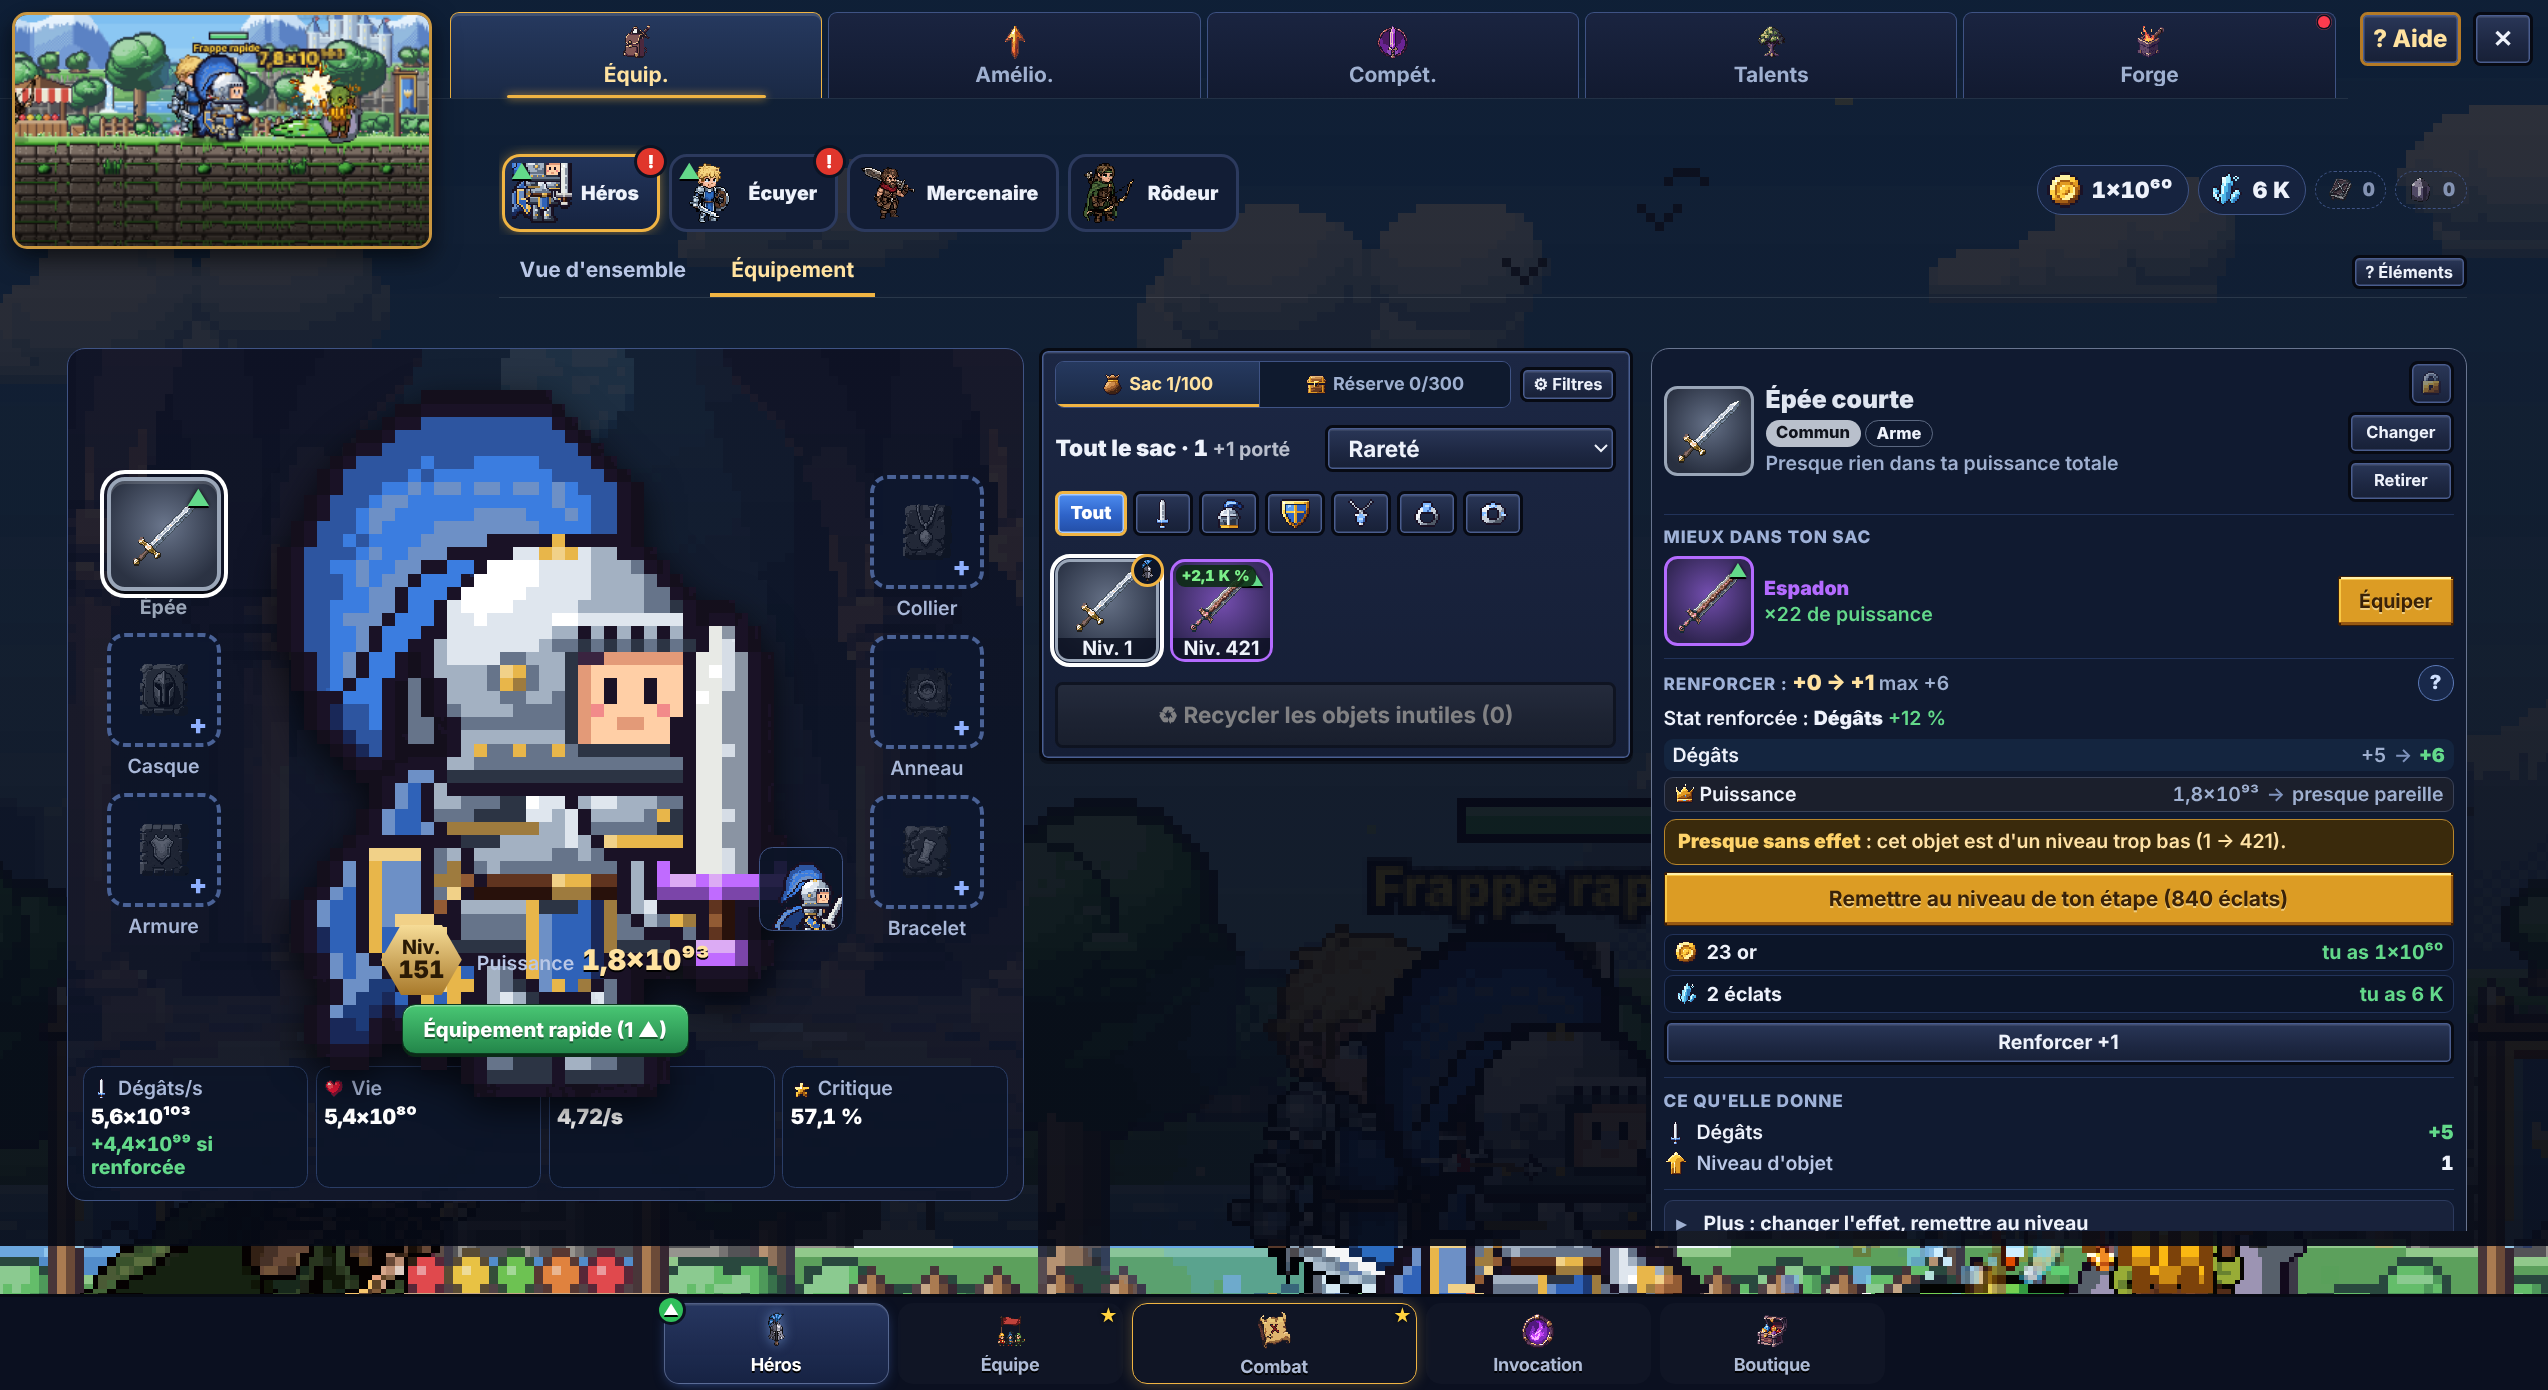 Frappe rapide
7,8×10
Équip.
Amélio.
Compét.
Talents
Forge
? Aide
✕
Héros
!
Écuyer
!
Mercenaire
Rôdeur
1×10⁶⁰
6 K
0
0
Vue d'ensemble
Équipement
? Éléments
Épée
Casque
Armure
Collier
Anneau
Bracelet
Niv.
151
Puissance 1,8×10⁹³
Équipement rapide (1 ▲)
Dégâts/s
5,6×10¹⁰³
+4,4×10⁹⁹ si
renforcée
Vie
5,4×10⁸⁰
4,72/s
Critique
57,1 %
Sac 1/100
Réserve 0/300
⚙ Filtres
Tout le sac · 1 +1 porté
Rareté
Tout
Niv. 1
+2,1 K %
Niv. 421
♻ Recycler les objets inutiles (0)
Frappe rap
Épée courte
Commun
Arme
Presque rien dans ta puissance totale
Changer
Retirer
MIEUX DANS TON SAC
Espadon
×22 de puissance
Équiper
RENFORCER : +0 → +1 max +6
?
Stat renforcée : Dégâts +12 %
Dégâts
+5 → +6
Puissance
1,8×10⁹³ → presque pareille
Presque sans effet : cet objet est d'un niveau trop bas (1 → 421).
Remettre au niveau de ton étape (840 éclats)
23 or
tu as 1×10⁶⁰
2 éclats
tu as 6 K
Renforcer +1
CE QU'ELLE DONNE
Dégâts
+5
Niveau d'objet
1
▸ Plus : changer l'effet, remettre au niveau
Héros
Équipe
Combat
Invocation
Boutique